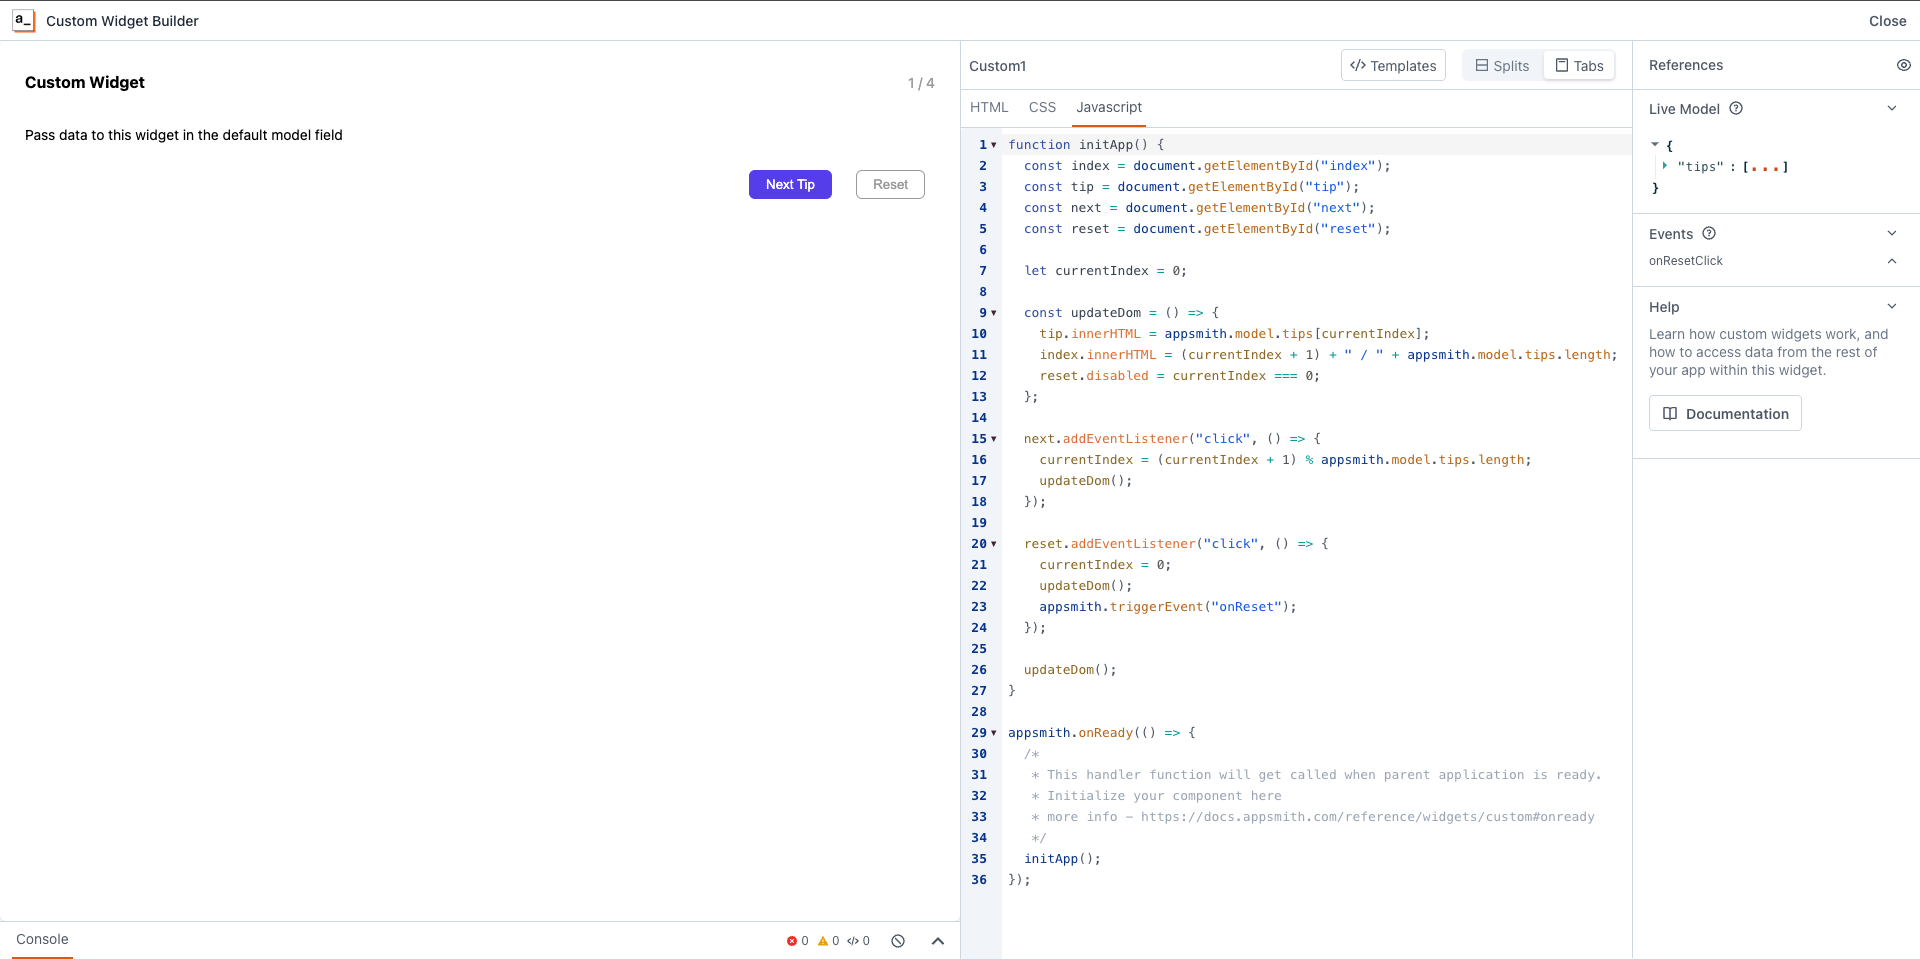 a_ Custom Widget Builder Close
Custom Widget
1 / 4
Pass data to this widget in the default model field
Next Tip Reset
Console 0 0 0
Custom1 Templates Splits Tabs
HTML CSS Javascript
1 function initApp() {
2 const index = document.getElementById("index");
3 const tip = document.getElementById("tip");
4 const next = document.getElementById("next");
5 const reset = document.getElementById("reset");
6
7 let currentIndex = 0;
8
9 const updateDom = () => {
10 tip.innerHTML = appsmith.model.tips[currentIndex];
11 index.innerHTML = (currentIndex + 1) + " / " + appsmith.model.tips.length;
12 reset.disabled = currentIndex === 0;
13 };
14
15 next.addEventListener("click", () => {
16 currentIndex = (currentIndex + 1) % appsmith.model.tips.length;
17 updateDom();
18 });
19
20 reset.addEventListener("click", () => {
21 currentIndex = 0;
22 updateDom();
23 appsmith.triggerEvent("onReset");
24 });
25
26 updateDom();
27 }
28
29 appsmith.onReady(() => {
30 /*
31 * This handler function will get called when parent application is ready.
32 * Initialize your component here
33 * more info - https://docs.appsmith.com/reference/widgets/custom#onready
34 */
35 initApp();
36 });
References
Live Model
{
"tips" : [...]
}
Events
onResetClick
Help
Learn how custom widgets work, and
how to access data from the rest of
your app within this widget.
Documentation